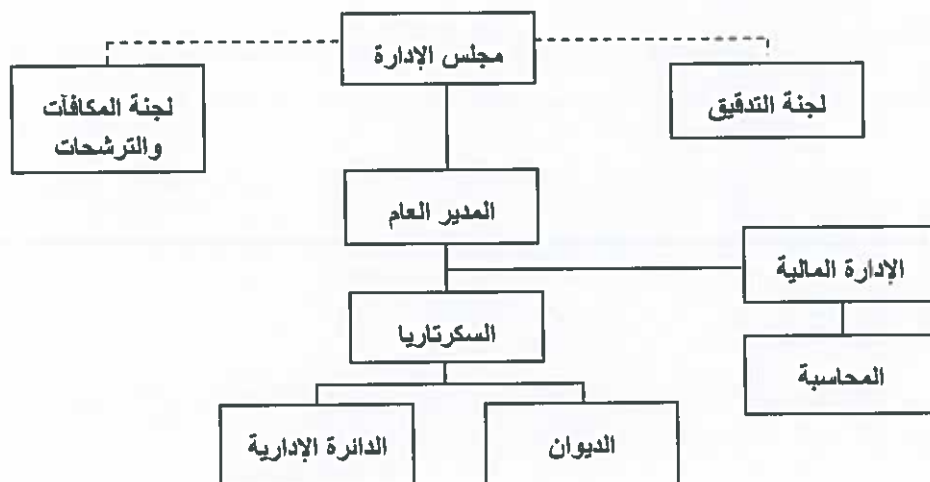 مجلس الإدارة
لجنة التدقيق
لجنة المكافآت
والترشحات
المدير العام
الإدارة المالية
السكرتاريا
المحاسبة
الديوان
الدائرة الإدارية